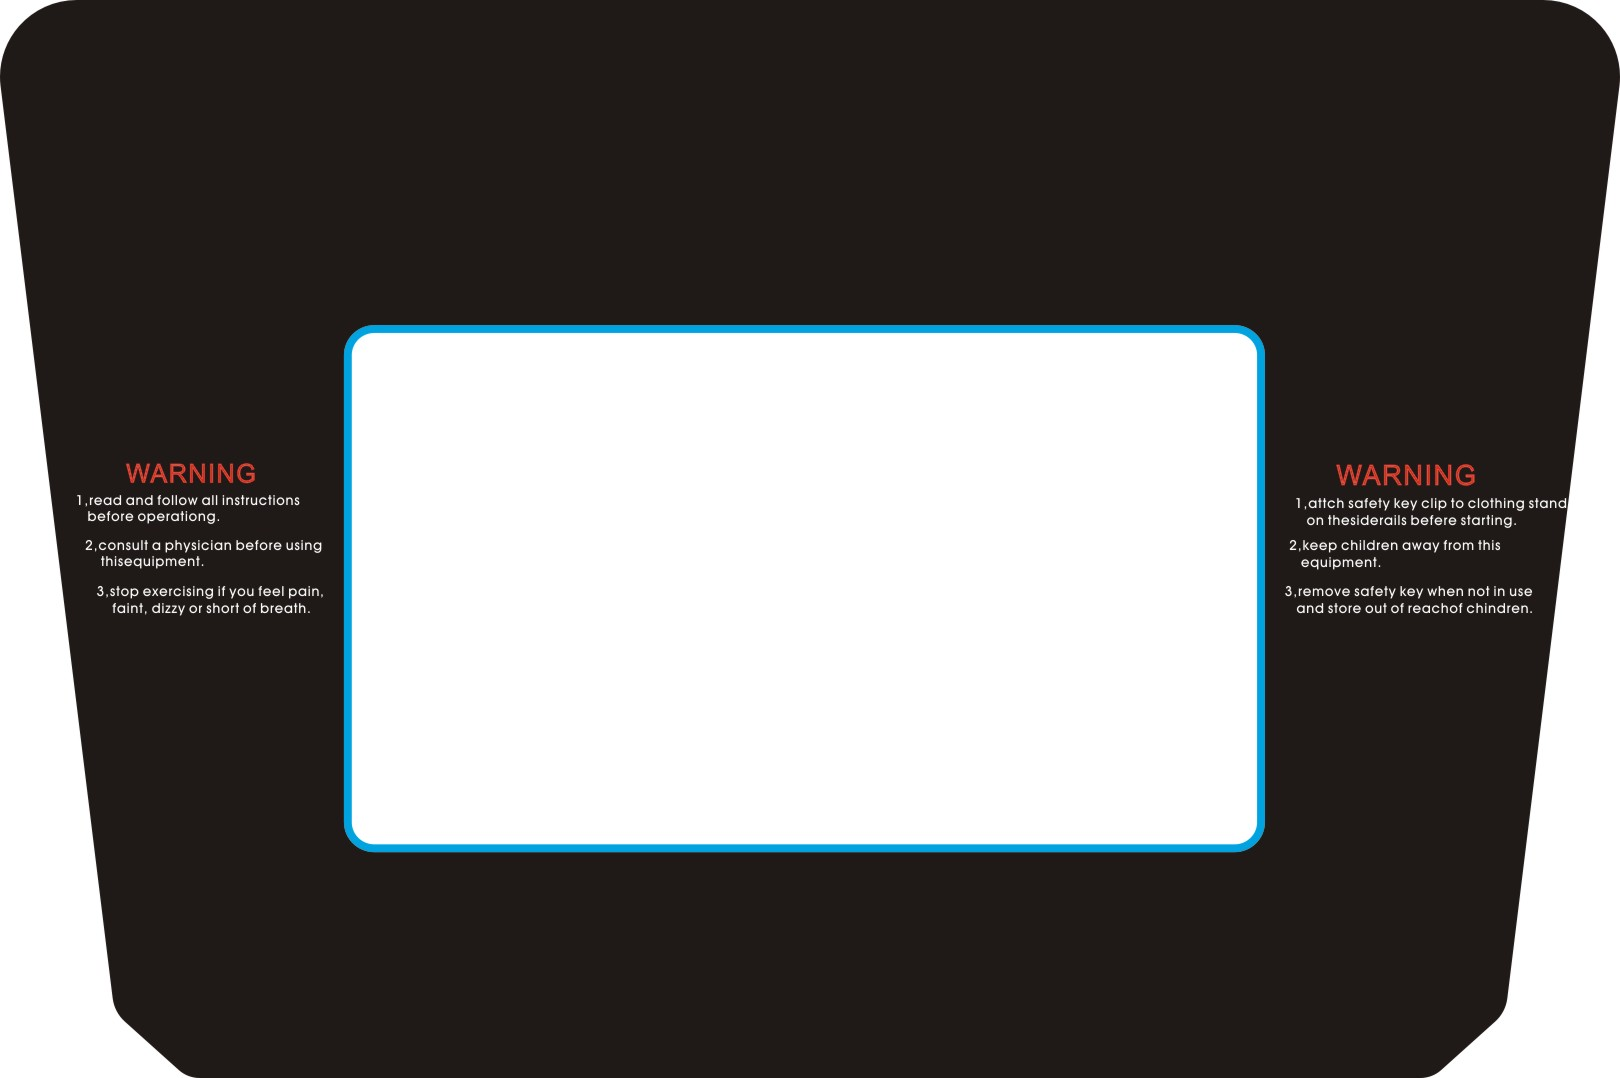 WARNING
1,read and follow all instructions
before operationg.
2,consult a physician before using
thisequipment.
3,stop exercising if you feel pain,
faint, dizzy or short of breath.
WARNING
1,attch safety key clip to clothing stand
on thesiderails befere starting.
2,keep children away from this
equipment.
3,remove safety key when not in use
and store out of reachof chindren.